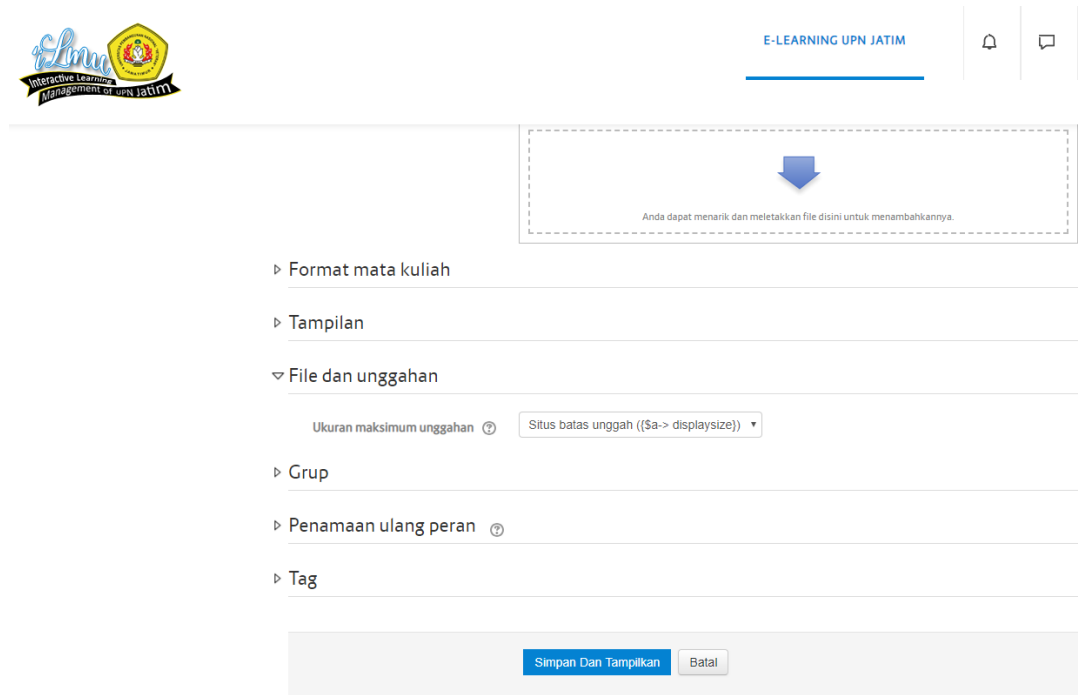 iLmu
Interactive Learning
Management of UPN Jatim
E-LEARNING UPN JATIM
Anda dapat menarik dan meletakkan file disini untuk menambahkannya.
Format mata kuliah
Tampilan
File dan unggahan
Ukuran maksimum unggahan
Situs batas unggah ({$a-> displaysize})
Grup
Penamaan ulang peran
Tag
Simpan Dan Tampilkan
Batal